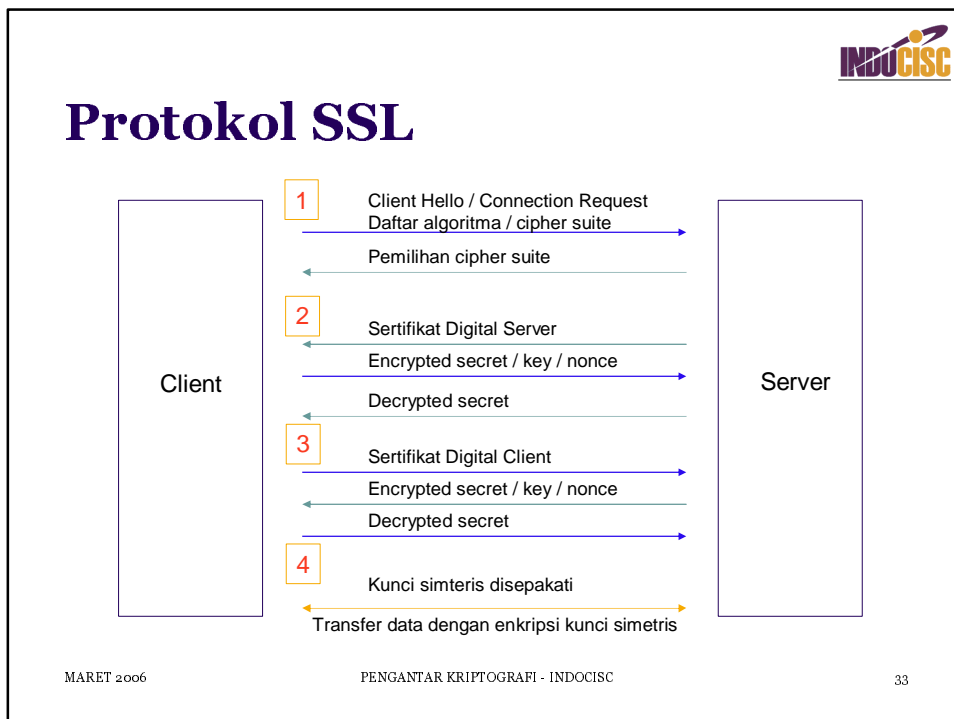 INDOCISC
Protokol SSL
1
Client Hello / Connection Request
Daftar algoritma / cipher suite
Pemilihan cipher suite
2
Sertifikat Digital Server
Encrypted secret / key / nonce
Client
Server
Decrypted secret
3
Sertifikat Digital Client
Encrypted secret / key / nonce
Decrypted secret
4
Kunci simteris disepakati
Transfer data dengan enkripsi kunci simetris
MARET 2006
PENGANTAR KRIPTOGRAFI - INDOCISC
33